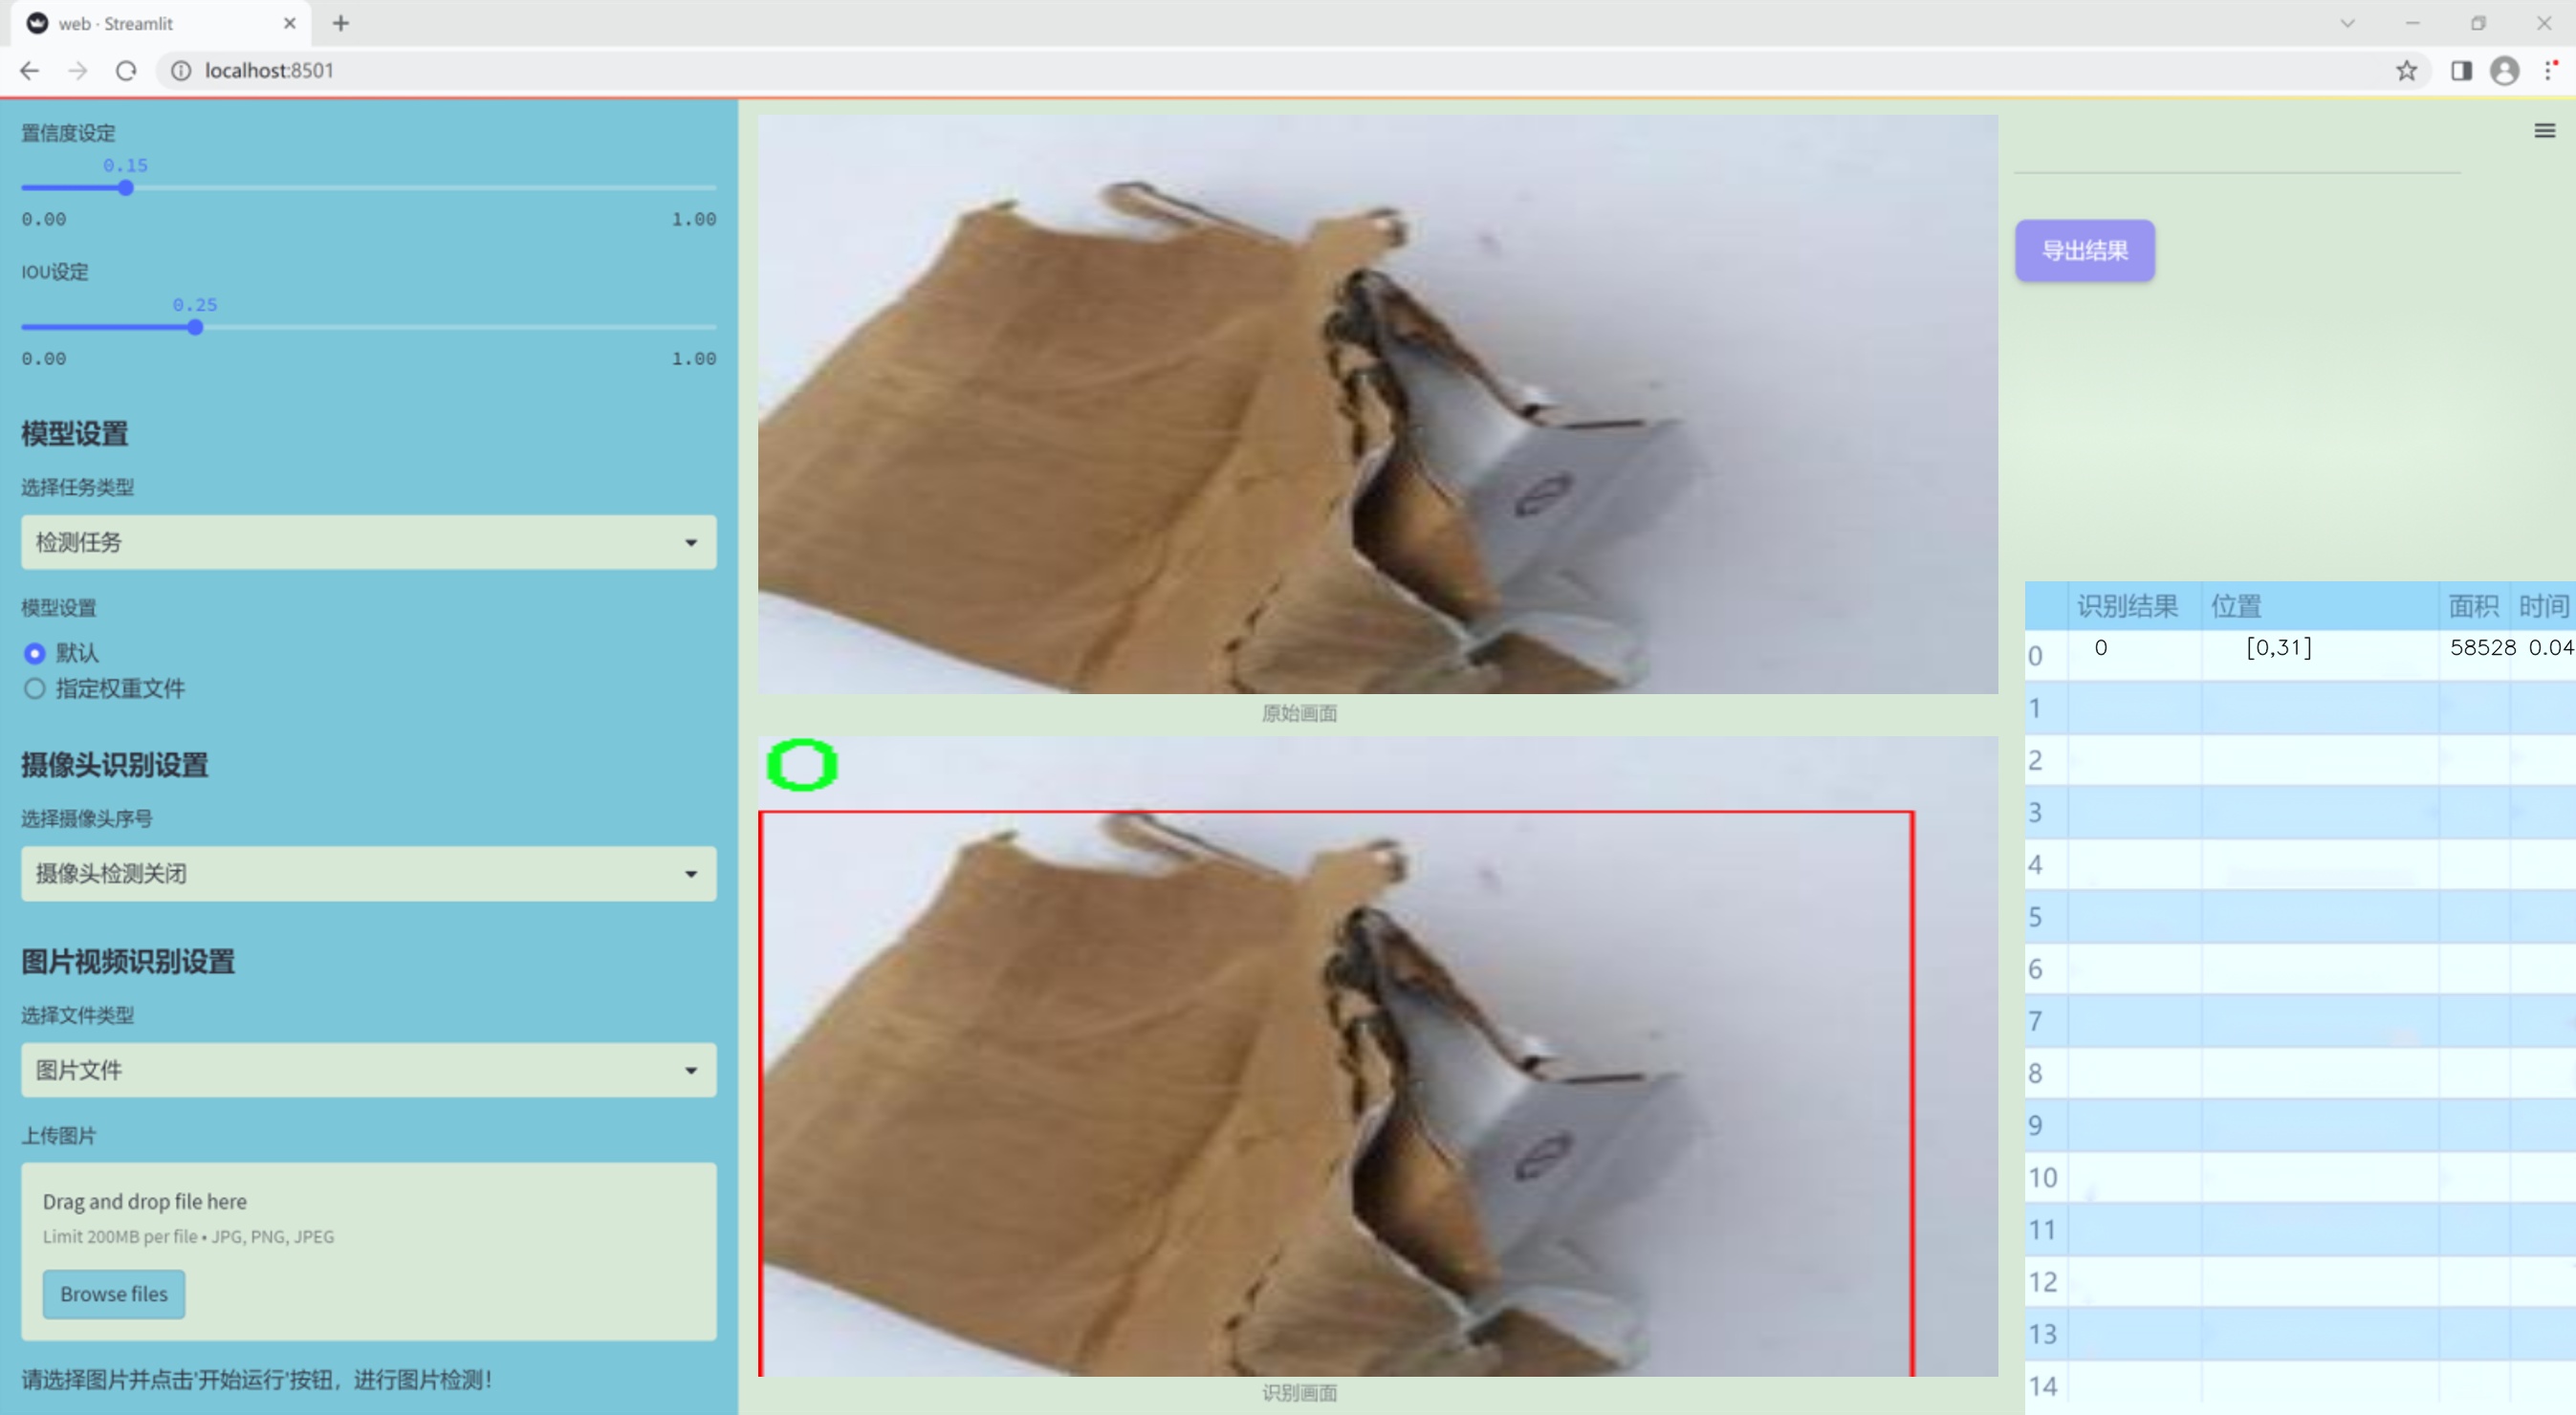 web · Streamlit
localhost:8501
置信度设定
0.15
0.00 1.00
IOU设定
0.25
0.00 1.00
模型设置
选择任务类型
检测任务
模型设置
默认
指定权重文件
摄像头识别设置
选择摄像头序号
摄像头检测关闭
图片视频识别设置
选择文件类型
图片文件
上传图片
Drag and drop file here
Limit 200MB per file • JPG, PNG, JPEG
Browse files
请选择图片并点击'开始运行'按钮，进行图片检测！
原始画面
0
识别画面
导出结果
识别结果 位置 面积 时间
0 0 [0,31] 58528 0.04
1
2
3
4
5
6
7
8
9
10
11
12
13
14